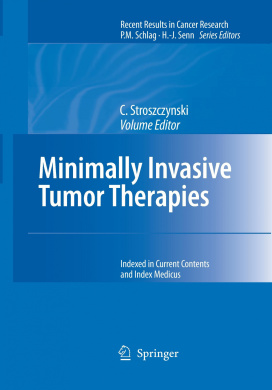 Recent Results in Cancer Research
P.M. Schlag · H.-J. Senn Series Editors
C. Stroszczynski
Volume Editor
Minimally Invasive
Tumor Therapies
Indexed in Current Contents
and Index Medicus
Springer